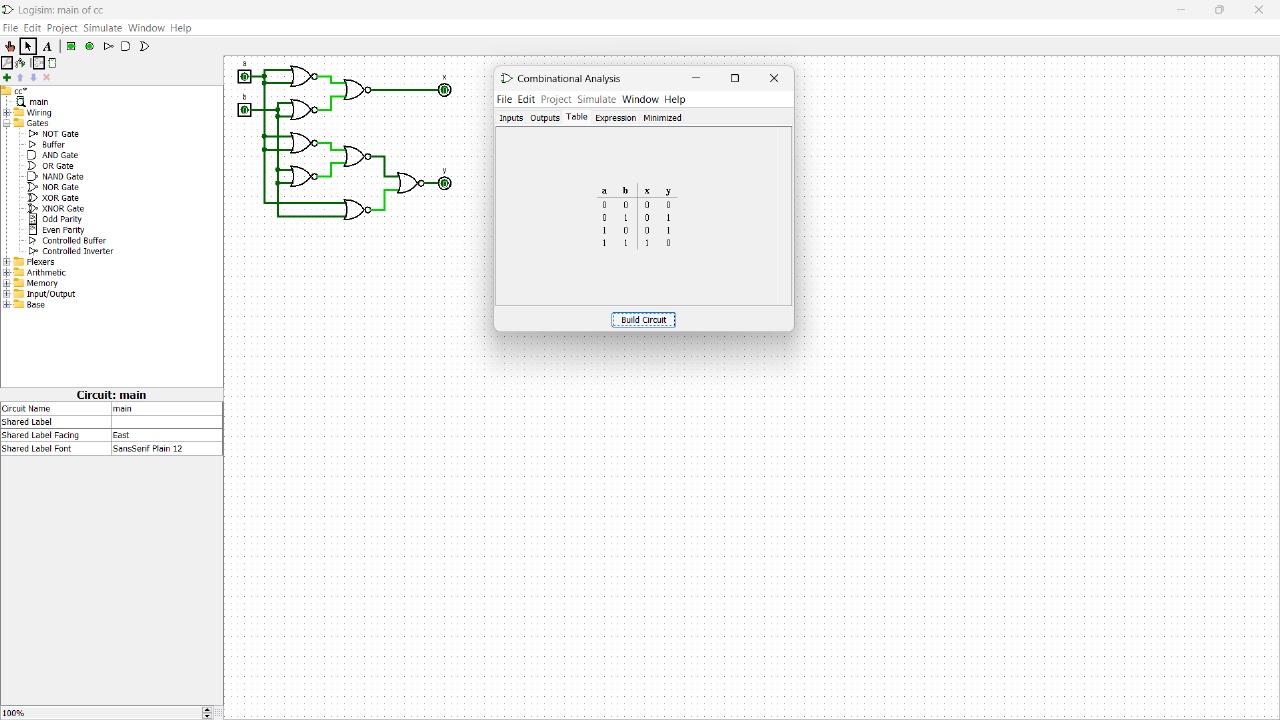 Logisim: main of cc
File Edit Project Simulate Window Help
A
cc*
main
Wiring
Gates
NOT Gate
Buffer
AND Gate
OR Gate
NAND Gate
NOR Gate
XOR Gate
XNOR Gate
Odd Parity
Even Parity
Controlled Buffer
Controlled Inverter
Plexers
Arithmetic
Memory
Input/Output
Base
Circuit: main
Circuit Name main
Shared Label
Shared Label Facing East
Shared Label Font SansSerif Plain 12
100%
a
b
x
y
Combinational Analysis
File Edit Project Simulate Window Help
Inputs Outputs Table Expression Minimized
a b x y
0 0 0 0
0 1 0 1
1 0 0 1
1 1 1 0
Build Circuit